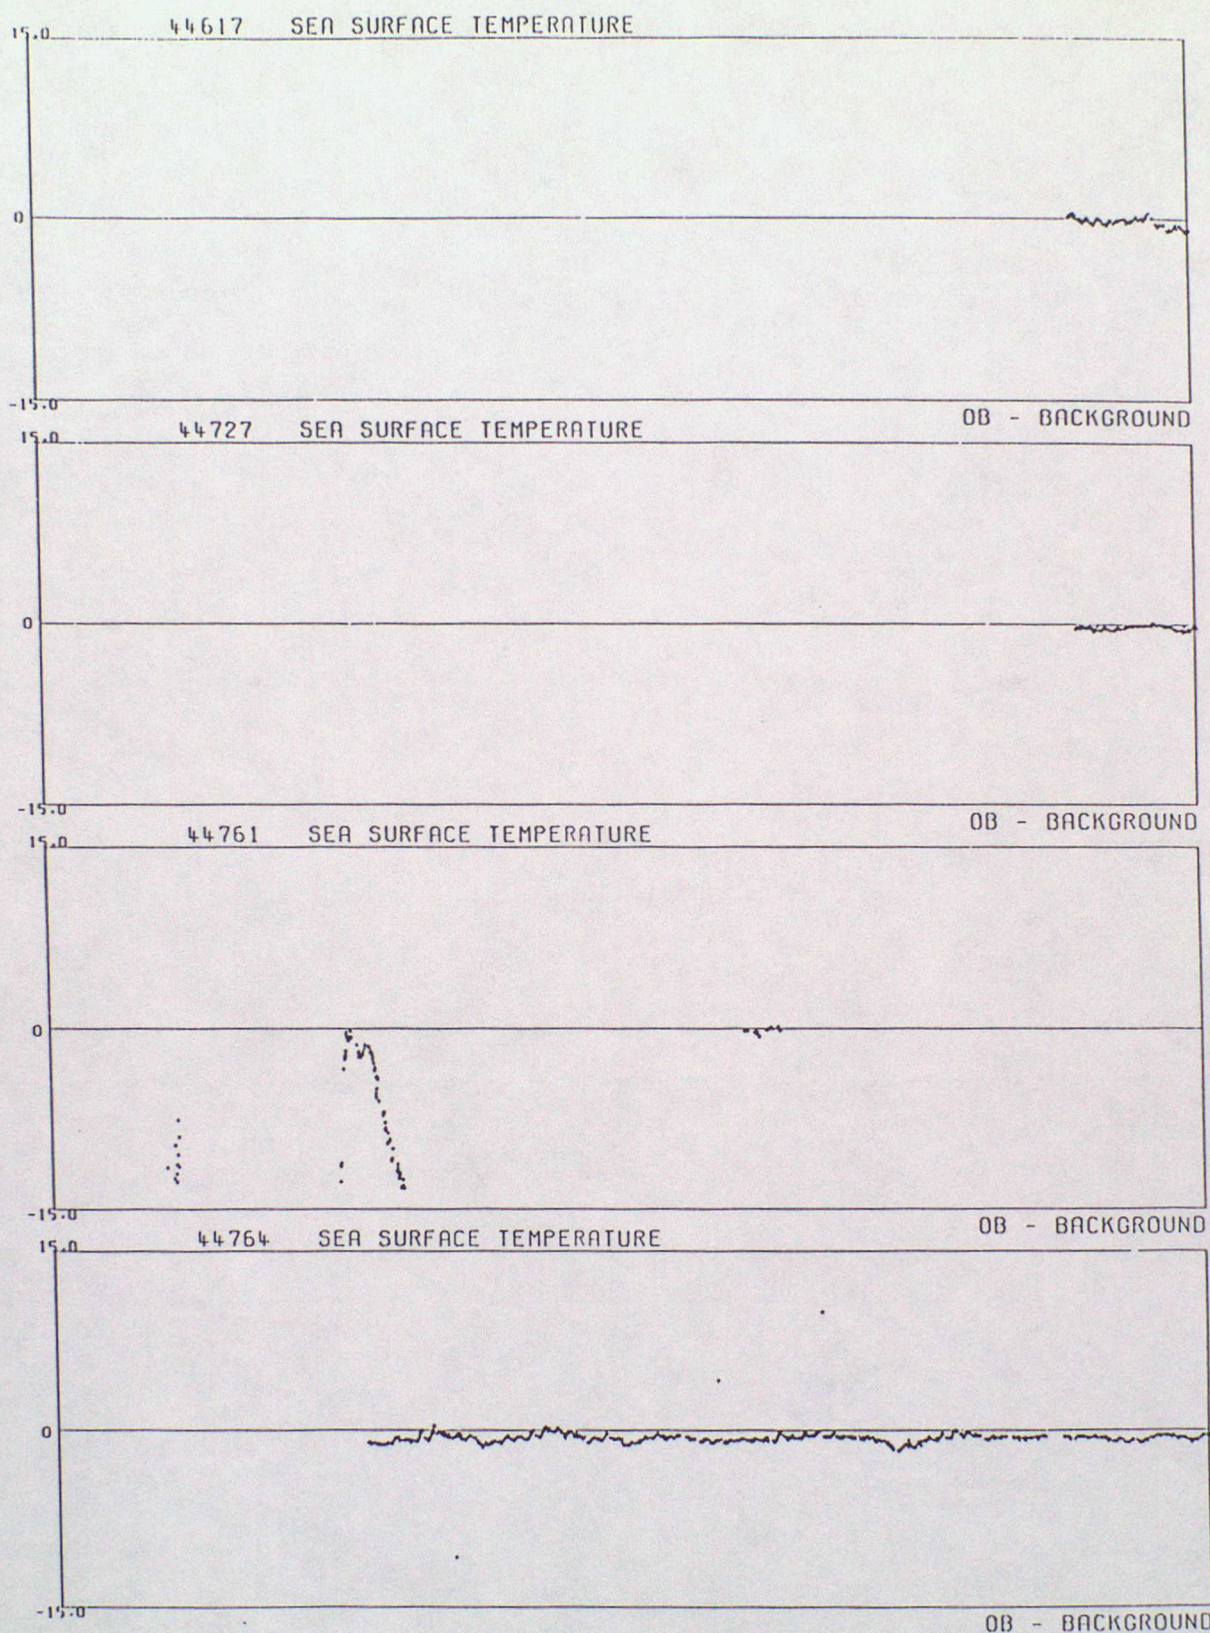 44617 SEA SURFACE TEMPERATURE
15.0
0
-15.0
OB - BACKGROUND
44727 SEA SURFACE TEMPERATURE
15.0
0
-15.0
OB - BACKGROUND
44761 SEA SURFACE TEMPERATURE
15.0
0
-15.0
OB - BACKGROUND
44764 SEA SURFACE TEMPERATURE
15.0
0
-15.0
OB - BACKGROUND